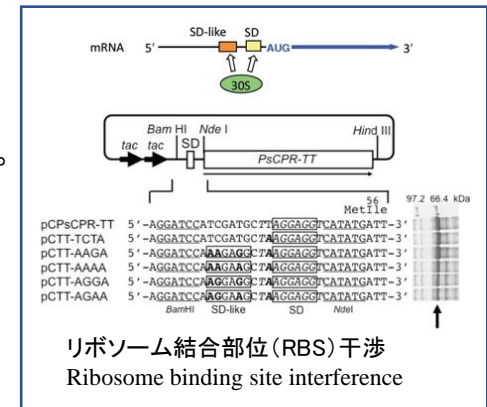 SD-like SD
mRNA 5' AUG 3'
30S
Bam HI Nde I Hind III
tac tac SD
PsCPR-TT
56
MetIle 97.2 66.4 kDa
pCPsCPR-TT 5'-AGGATCCATCGATGCTTAGGAGGTCATATGATT-3'
pCTT-TCTA 5'-AGGATCCATCGATGCTAAGGAGGTCATATGATT-3'
pCTT-AAGA 5'-AGGATCCAAAGAGGCTAAGGAGGTCATATGATT-3'
pCTT-AAAA 5'-AGGATCCAAAGAAGCTAAGGAGGTCATATGATT-3'
pCTT-AGGA 5'-AGGATCCAAGGAGGCTAAGGAGGTCATATGATT-3'
pCTT-AGAA 5'-AGGATCCAAGGAAGCTAAGGAGGTCATATGATT-3'
BamHI SD-like SD NdeI
。
リボソーム結合部位(RBS)干渉
Ribosome binding site interference